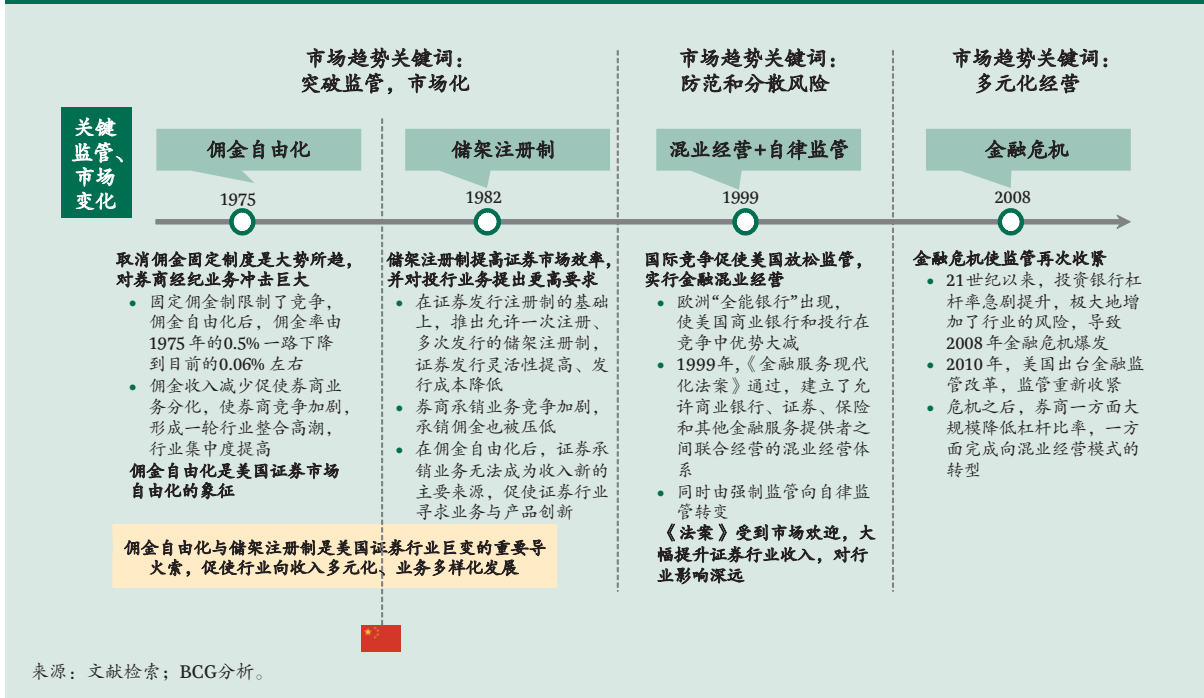 市场趋势关键词：
突破监管，市场化
市场趋势关键词：
防范和分散风险
市场趋势关键词：
多元化经营
关键
监管、
市场
变化
佣金自由化
储架注册制
混业经营+自律监管
金融危机
1975
1982
1999
2008
取消佣金固定制度是大势所趋，
对券商经纪业务冲击巨大
• 固定佣金制限制了竞争，
佣金自由化后，佣金率由
1975 年的0.5% 一路下降
到目前的0.06% 左右
• 佣金收入减少促使券商业
务分化，使券商竞争加剧，
形成一轮行业整合高潮，
行业集中度提高
佣金自由化是美国证券市场
自由化的象征
储架注册制提高证券市场效率，
并对投行业务提出更高要求
• 在证券发行注册制的基础
上，推出允许一次注册、
多次发行的储架注册制，
证券发行灵活性提高、发
行成本降低
• 券商承销业务竞争加剧，
承销佣金也被压低
• 在佣金自由化后，证券承
销业务无法成为收入新的
主要来源，促使证券行业
寻求业务与产品创新
佣金自由化与储架注册制是美国证券行业巨变的重要导
火索，促使行业向收入多元化、业务多样化发展
国际竞争促使美国放松监管，
实行金融混业经营
• 欧洲“全能银行”出现，
使美国商业银行和投行在
竞争中优势大减
• 1999年，《金融服务现代
化法案》通过，建立了允
许商业银行、证券、保险
和其他金融服务提供者之
间联合经营的混业经营体
系
• 同时由强制监管向自律监
管转变
《法案》受到市场欢迎，大
幅提升证券行业收入，对行
业影响深远
金融危机使监管再次收紧
• 21世纪以来，投资银行杠
杆率急剧提升，极大地增
加了行业的风险，导致
2008年金融危机爆发
• 2010年，美国出台金融监
管改革，监管重新收紧
• 危机之后，券商一方面大
规模降低杠杆比率，一方
面完成向混业经营模式的
转型
来源：文献检索；BCG分析。